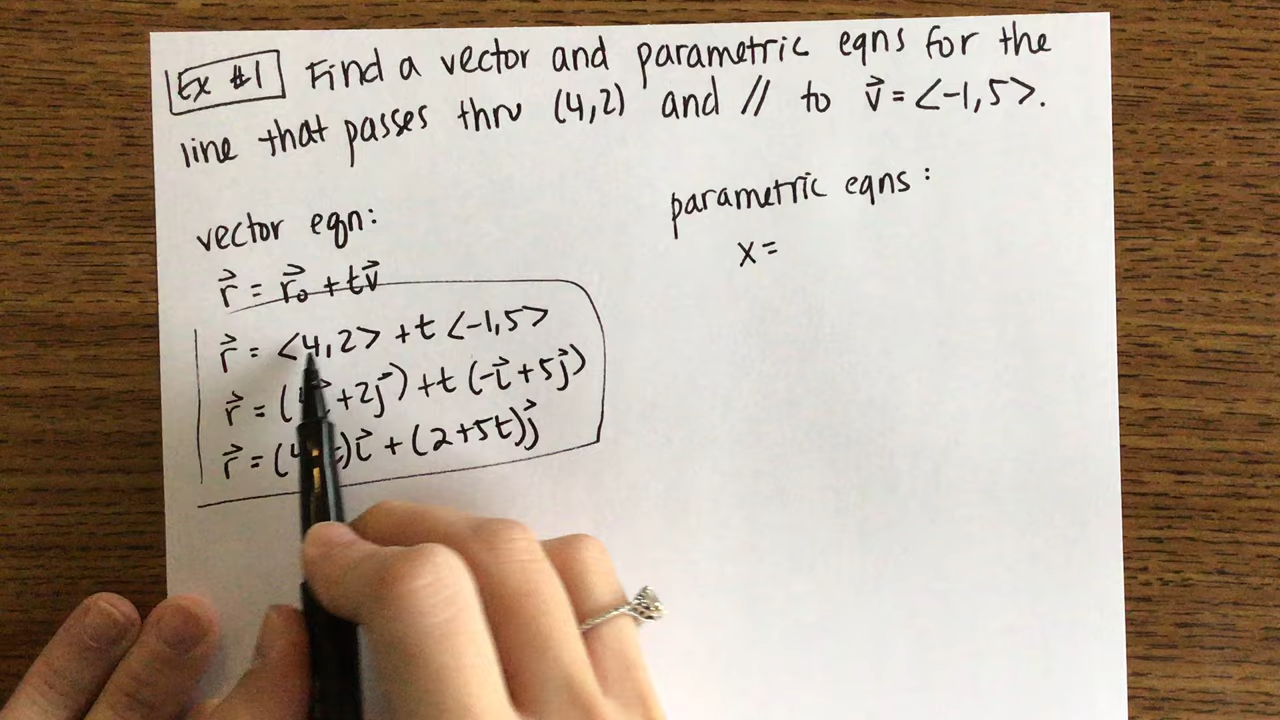 Ex #1 Find a vector and parametric eqns for the
line that passes thru (4,2) and // to v⃗ = <-1,5>.
vector eqn:
r⃗ = r⃗₀ + tv⃗
r⃗ = <4,2> + t <-1,5>
r⃗ = ( +2j⃗) + t (-i⃗ + 5j⃗)
r⃗ = ( t)i⃗ + (2+5t)j⃗
parametric eqns:
x =